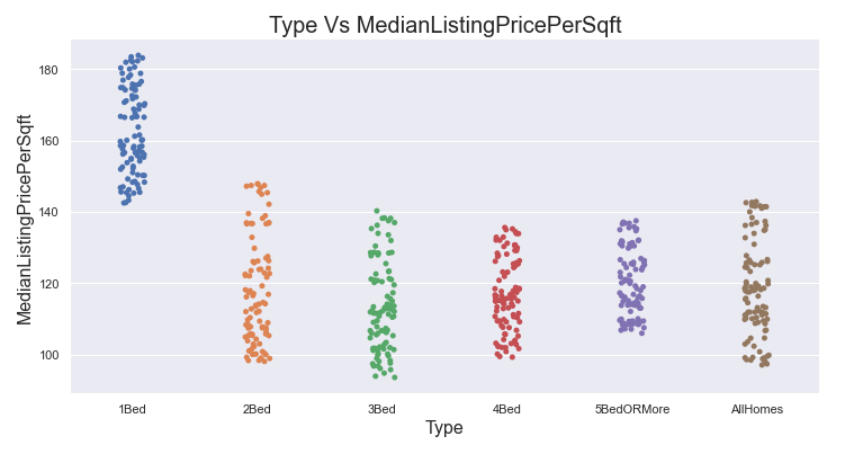 Type Vs MedianListingPricePerSqft
MedianListingPricePerSqft
180
160
140
120
100
1Bed 2Bed 3Bed 4Bed 5BedORMore AllHomes
Type